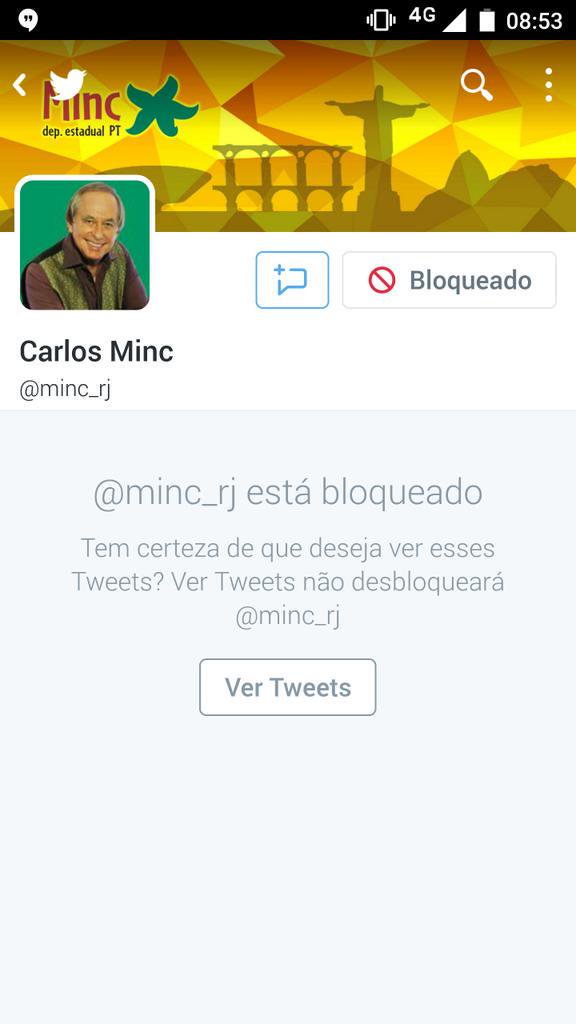 4G 08:53
Minc
dep. estadual PT
Bloqueado
Carlos Minc
@minc_rj
@minc_rj está bloqueado
Tem certeza de que deseja ver esses
Tweets? Ver Tweets não desbloqueará
@minc_rj
Ver Tweets